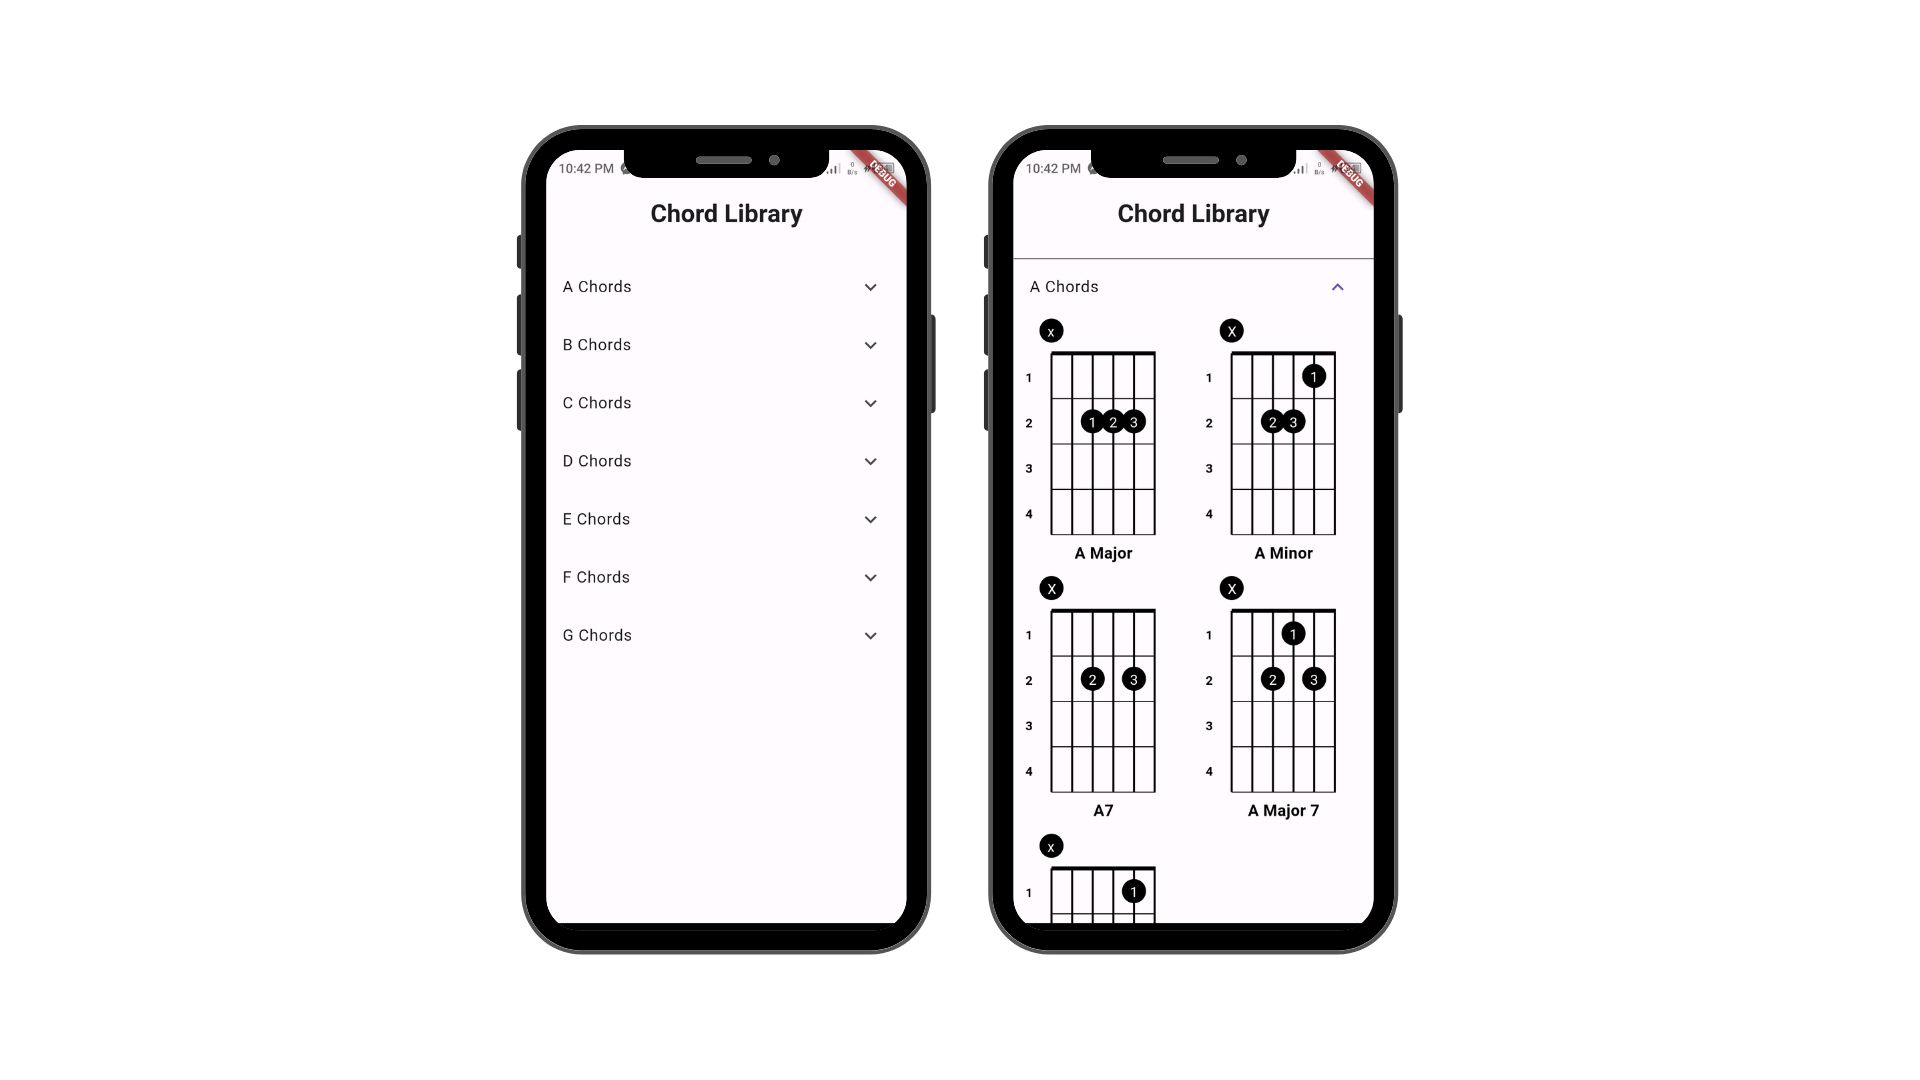 10:42 PM 0 B/s DEBUG
Chord Library
A Chords
B Chords
C Chords
D Chords
E Chords
F Chords
G Chords
10:42 PM 0 B/s DEBUG
Chord Library
A Chords
x X
1 1 1
2 1 2 3 2 2 3
3 3
4 4
A Major A Minor
X X
1 1 1
2 2 3 2 2 3
3 3
4 4
A7 A Major 7
x
1 1